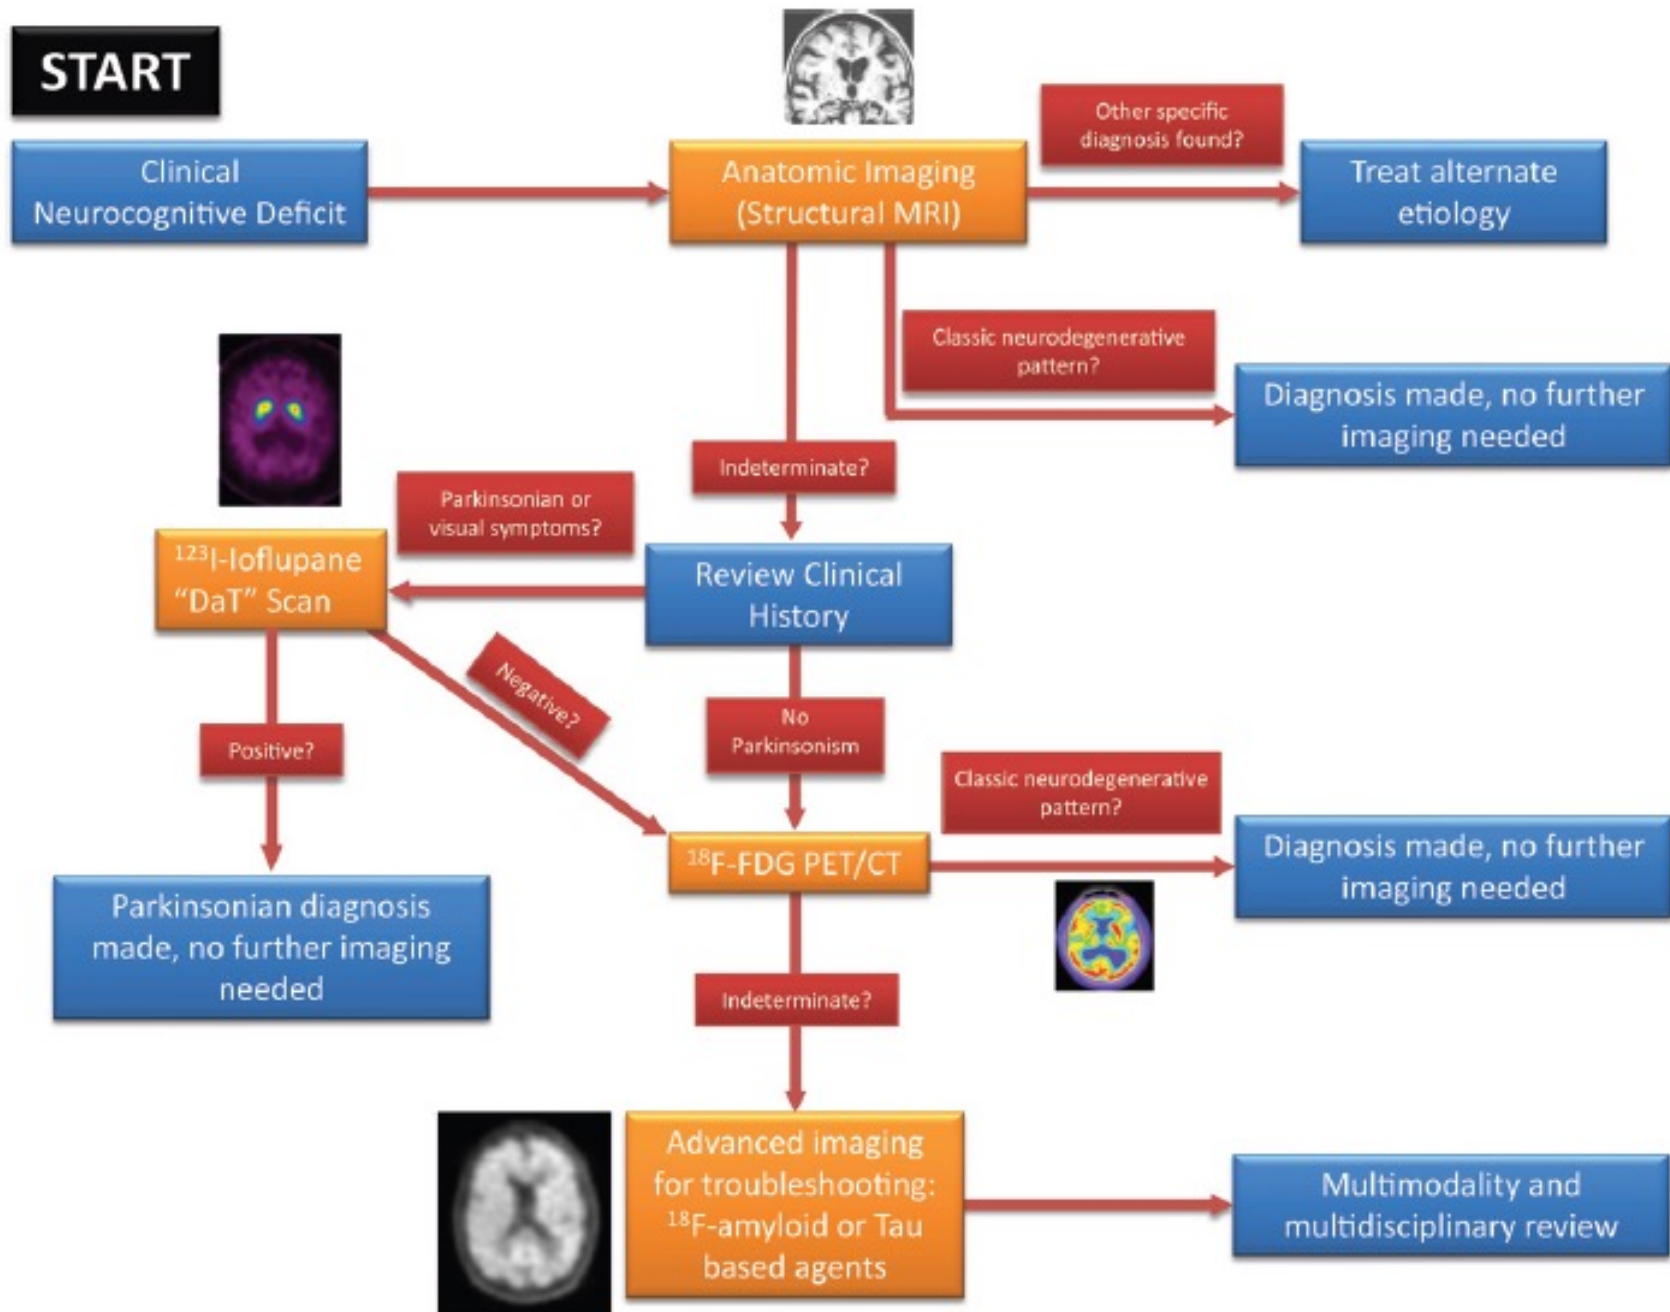 START
Clinical
Neurocognitive Deficit
Anatomic Imaging
(Structural MRI)
Other specific
diagnosis found?
Treat alternate
etiology
Classic neurodegenerative
pattern?
Diagnosis made, no further
imaging needed
Indeterminate?
Parkinsonian or
visual symptoms?
¹²³I-Ioflupane
“DaT” Scan
Review Clinical
History
Negative?
Positive?
No
Parkinsonism
Classic neurodegenerative
pattern?
¹⁸F-FDG PET/CT
Diagnosis made, no further
imaging needed
Parkinsonian diagnosis
made, no further imaging
needed
Indeterminate?
Advanced imaging
for troubleshooting:
¹⁸F-amyloid or Tau
based agents
Multimodality and
multidisciplinary review